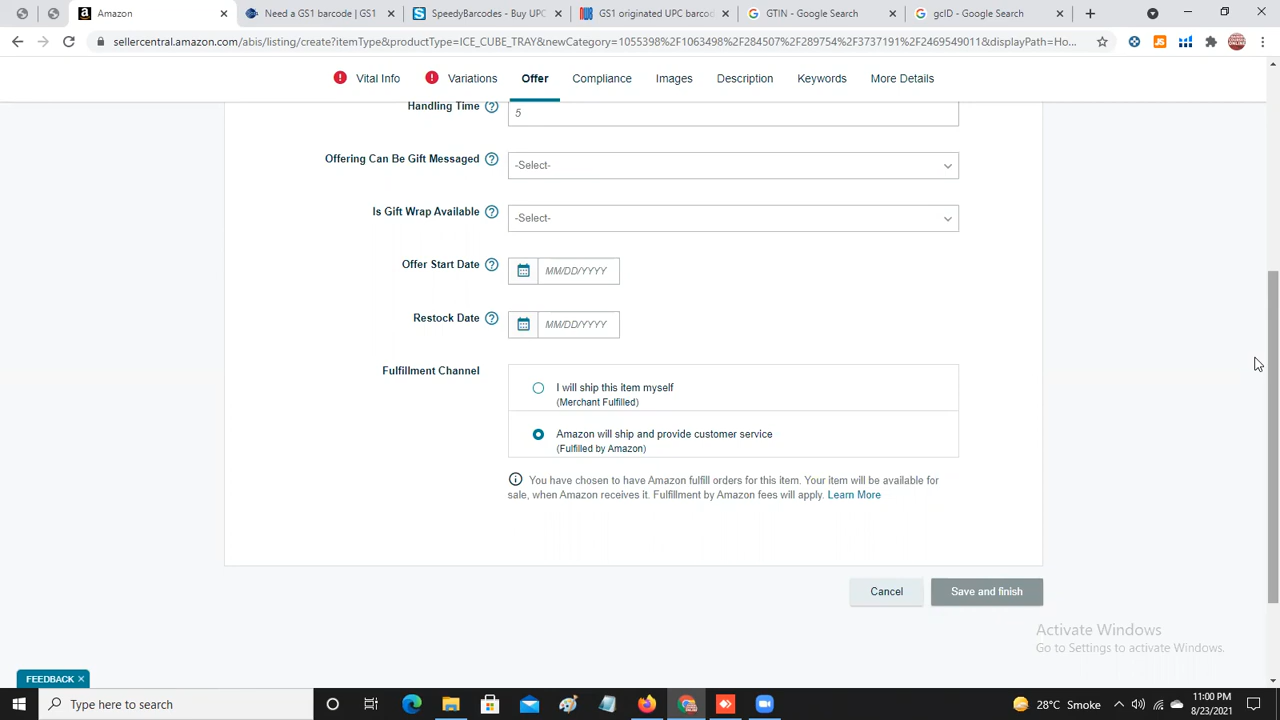 Amazon
Need a GS1 barcode | GS1
SpeedyBarcodes - Buy UPC
GS1 originated UPC barcod
GTIN - Google Search
gcID - Google Search
sellercentral.amazon.com/abis/listing/create?itemType&productType=ICE_CUBE_TRAY&newCategory=1055398%2F1063498%2F284507%2F289754%2F3737191%2F2469549011&displayPath=Ho...
Vital Info
Variations
Offer
Compliance
Images
Description
Keywords
More Details
Handling Time
5
Offering Can Be Gift Messaged
-Select-
Is Gift Wrap Available
-Select-
Offer Start Date
MM/DD/YYYY
Restock Date
MM/DD/YYYY
Fulfillment Channel
I will ship this item myself
(Merchant Fulfilled)
Amazon will ship and provide customer service
(Fulfilled by Amazon)
You have chosen to have Amazon fulfill orders for this item. Your item will be available for
sale, when Amazon receives it. Fulfillment by Amazon fees will apply. Learn More
Cancel
Save and finish
Activate Windows
Go to Settings to activate Windows.
FEEDBACK
Type here to search
28°C Smoke
11:00 PM
8/23/2021